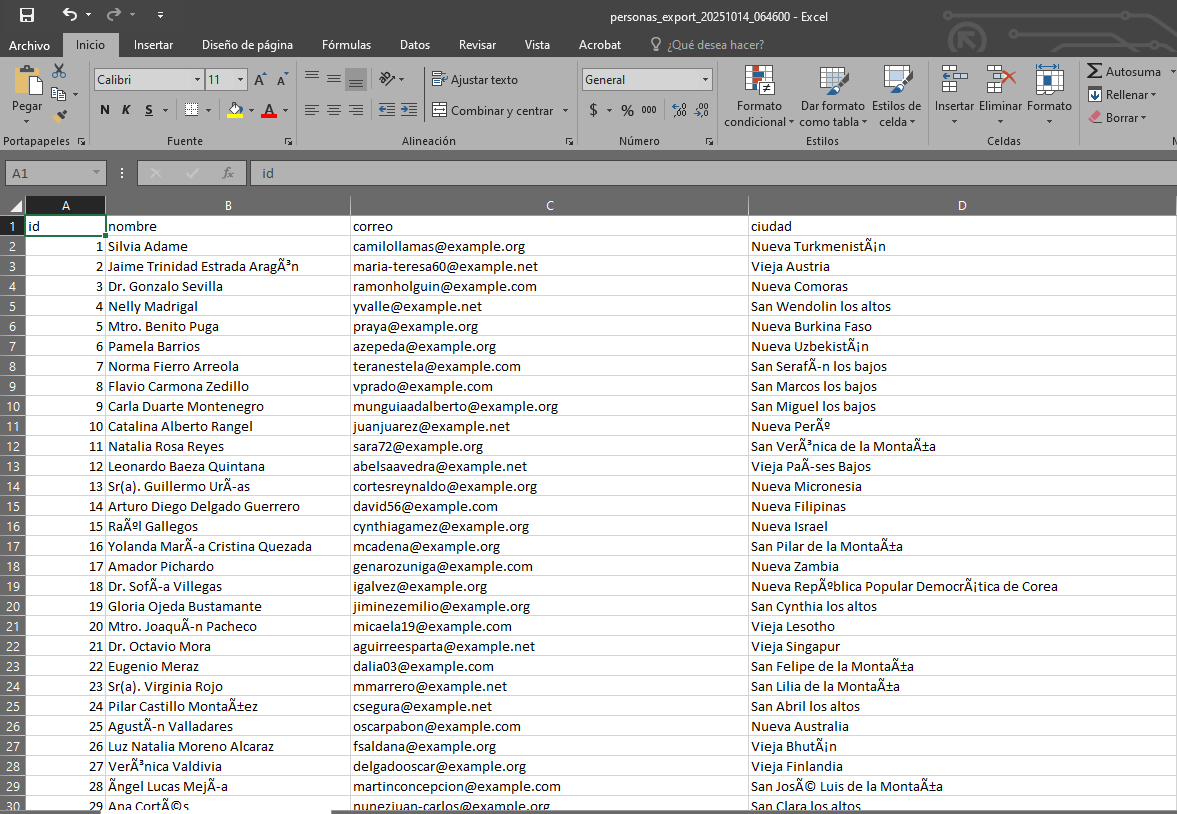 personas_export_20251014_064600 - Excel
Archivo Inicio Insertar Diseño de página Fórmulas Datos Revisar Vista Acrobat ¿Qué desea hacer?
Calibri 11 Ajustar texto General Autosuma
Pegar N K S Combinar y centrar $ % 000 Formato condicional Dar formato como tabla Estilos de celda Insertar Eliminar Formato Rellenar
Borrar
Portapapeles Fuente Alineación Número Estilos Celdas
A1 fx id
A B C D
1 id nombre correo ciudad
2 1 Silvia Adame camilollamas@example.org Nueva TurkmenistÃ¡n
3 2 Jaime Trinidad Estrada AragÃ³n maria-teresa60@example.net Vieja Austria
4 3 Dr. Gonzalo Sevilla ramonholguin@example.com Nueva Comoras
5 4 Nelly Madrigal yvalle@example.net San Wendolin los altos
6 5 Mtro. Benito Puga praya@example.org Nueva Burkina Faso
7 6 Pamela Barrios azepeda@example.org Nueva UzbekistÃ¡n
8 7 Norma Fierro Arreola teranestela@example.com San SerafÃ-n los bajos
9 8 Flavio Carmona Zedillo vprado@example.com San Marcos los bajos
10 9 Carla Duarte Montenegro munguiaadalberto@example.org San Miguel los bajos
11 10 Catalina Alberto Rangel juanjuarez@example.net Nueva PerÃº
12 11 Natalia Rosa Reyes sara72@example.org San VerÃ³nica de la MontaÃ±a
13 12 Leonardo Baeza Quintana abelsaavedra@example.net Vieja PaÃ-ses Bajos
14 13 Sr(a). Guillermo UrÃ-as cortesreynaldo@example.org Nueva Micronesia
15 14 Arturo Diego Delgado Guerrero david56@example.com Nueva Filipinas
16 15 RaÃºl Gallegos cynthiagamez@example.org Nueva Israel
17 16 Yolanda MarÃ-a Cristina Quezada mcadena@example.org San Pilar de la MontaÃ±a
18 17 Amador Pichardo genarozuniga@example.com Nueva Zambia
19 18 Dr. SofÃ-a Villegas igalvez@example.org Nueva RepÃºblica Popular DemocrÃ¡tica de Corea
20 19 Gloria Ojeda Bustamante jiminezemilio@example.org San Cynthia los altos
21 20 Mtro. JoaquÃ-n Pacheco micaela19@example.com Vieja Lesotho
22 21 Dr. Octavio Mora aguirreesparta@example.net Vieja Singapur
23 22 Eugenio Meraz dalia03@example.com San Felipe de la MontaÃ±a
24 23 Sr(a). Virginia Rojo mmarrero@example.net San Lilia de la MontaÃ±a
25 24 Pilar Castillo MontaÃ±ez csegura@example.net San Abril los altos
26 25 AgustÃ-n Valladares oscarpabon@example.com Nueva Australia
27 26 Luz Natalia Moreno Alcaraz fsaldana@example.org Vieja BhutÃ¡n
28 27 VerÃ³nica Valdivia delgadooscar@example.org Vieja Finlandia
29 28 Ãngel Lucas MejÃ-a martinconcepcion@example.com San JosÃ© Luis de la MontaÃ±a
30 29 Ana CortÃ©s nunezjuan-carlos@example.org San Clara los altos